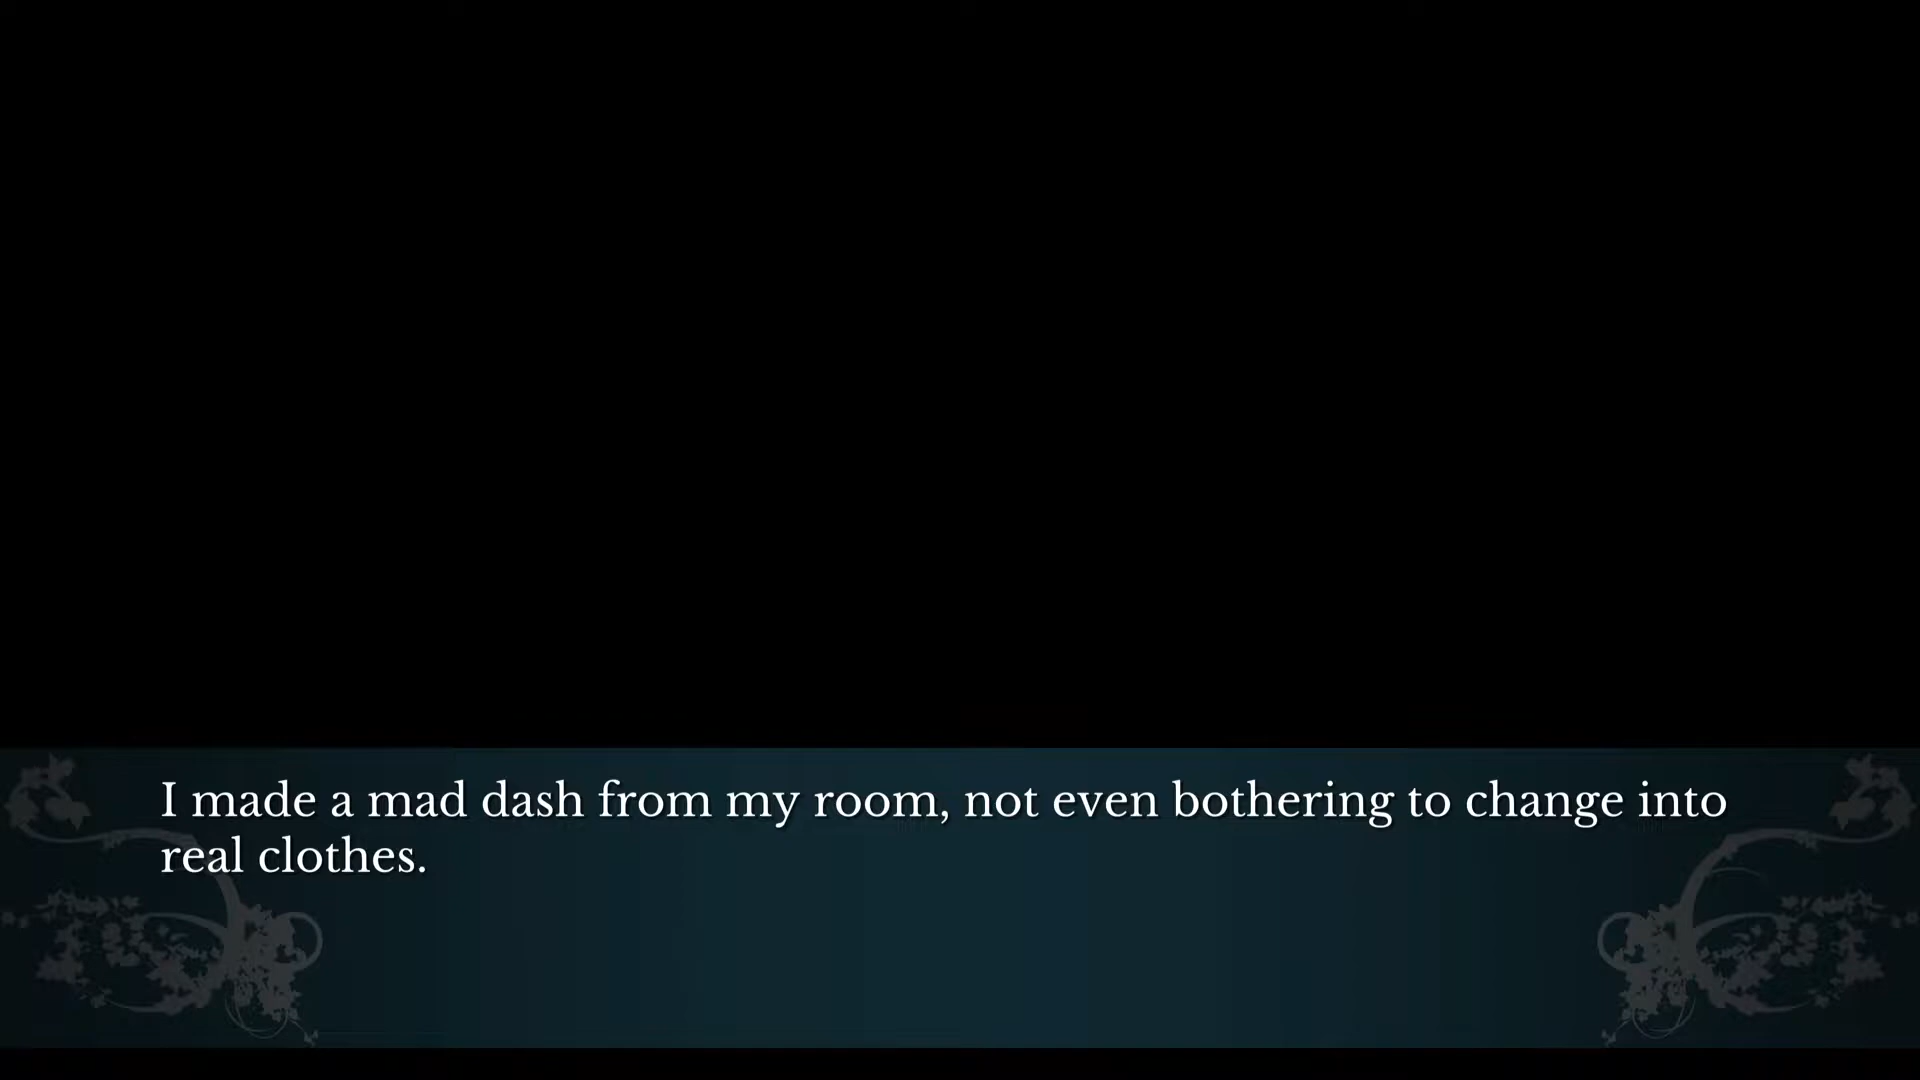 I made a mad dash from my room, not even bothering to change into
real clothes.